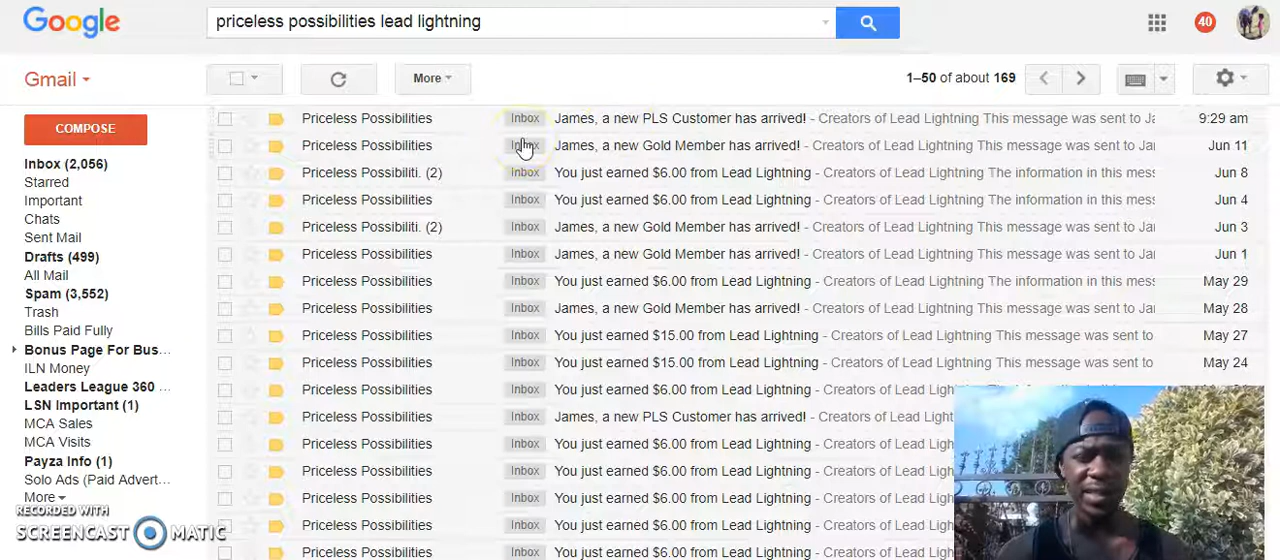 Google priceless possibilities lead lightning 40
Gmail More 1–50 of about 169
COMPOSE
Inbox (2,056)
Starred
Important
Chats
Sent Mail
Drafts (499)
All Mail
Spam (3,552)
Trash
Bills Paid Fully
Bonus Page For Bus...
ILN Money
Leaders League 360 ...
LSN Important (1)
MCA Sales
MCA Visits
Payza Info (1)
Solo Ads (Paid Advert...
More
Priceless Possibilities Inbox James, a new PLS Customer has arrived! - Creators of Lead Lightning This message was sent to Ja 9:29 am
Priceless Possibilities Inbox James, a new Gold Member has arrived! - Creators of Lead Lightning This message was sent to Jar Jun 11
Priceless Possibiliti. (2) Inbox You just earned $6.00 from Lead Lightning - Creators of Lead Lightning The information in this mess Jun 8
Priceless Possibilities Inbox You just earned $6.00 from Lead Lightning - Creators of Lead Lightning This message was sent to Ja Jun 4
Priceless Possibiliti. (2) Inbox James, a new Gold Member has arrived! - Creators of Lead Lightning This message was sent to Jar Jun 3
Priceless Possibilities Inbox James, a new Gold Member has arrived! - Creators of Lead Lightning This message was sent to Jar Jun 1
Priceless Possibilities Inbox You just earned $6.00 from Lead Lightning - Creators of Lead Lightning The information in this mess May 29
Priceless Possibilities Inbox James, a new Gold Member has arrived! - Creators of Lead Lightning This message was sent to Jar May 28
Priceless Possibilities Inbox You just earned $15.00 from Lead Lightning - Creators of Lead Lightning This message was sent to May 27
Priceless Possibilities Inbox You just earned $15.00 from Lead Lightning - Creators of Lead Lightning This message was sent to May 24
Priceless Possibilities Inbox You just earned $6.00 from Lead Lightning - Creators of Lead Lightning
Priceless Possibilities Inbox James, a new PLS Customer has arrived! - Creators of Lead Lightn
Priceless Possibilities Inbox You just earned $6.00 from Lead Lightning - Creators of Lead Ligh
Priceless Possibilities Inbox You just earned $6.00 from Lead Lightning - Creators of Lead Ligh
Priceless Possibilities Inbox You just earned $6.00 from Lead Lightning - Creators of Lead Ligh
Priceless Possibilities Inbox You just earned $6.00 from Lead Lightning - Creators of Lead Ligh
Priceless Possibilities Inbox You just earned $6.00 from Lead Lightning - Creators of Lead Ligh
RECORDED WITH
SCREENCAST MATIC